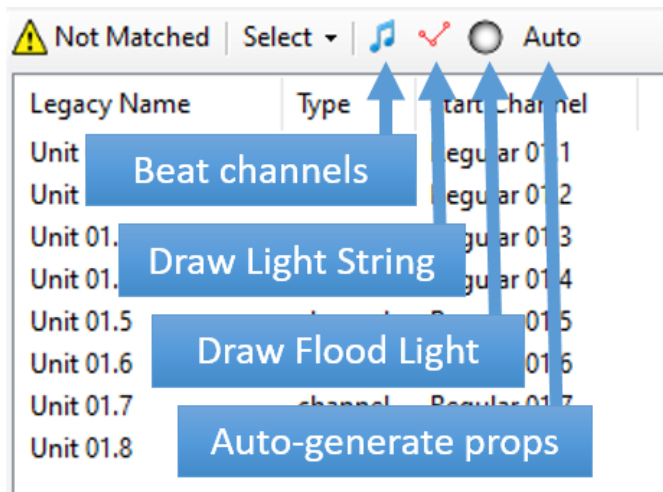 Not Matched Select Auto
Legacy Name Type Start Channel
Unit Regular 01.1
Beat channels
Unit Regular 01.2
Unit 01. Regular 01.3
Draw Light String
Unit 01. Regular 01.4
Unit 01.5 01.5
Draw Flood Light
Unit 01.6 01.6
Unit 01.7 channel Regular 01.7
Auto-generate props
Unit 01.8